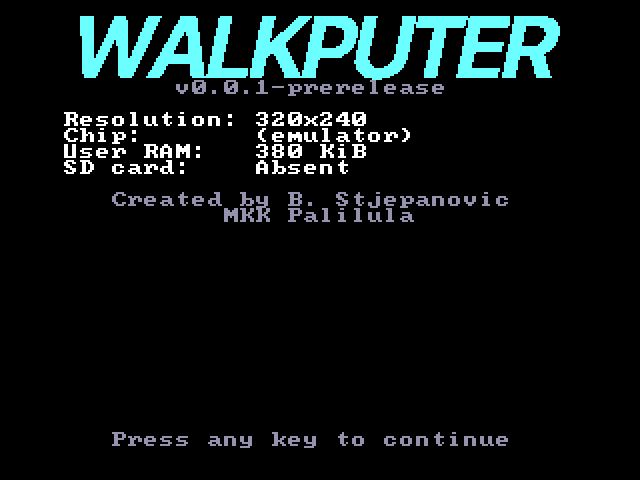 WALKPUTER
v0.0.1-prerelease
Resolution: 320x240
Chip: (emulator)
User RAM: 380 KiB
SD card: Absent
Created by B. Stjepanovic
MKK Palilula
Press any key to continue